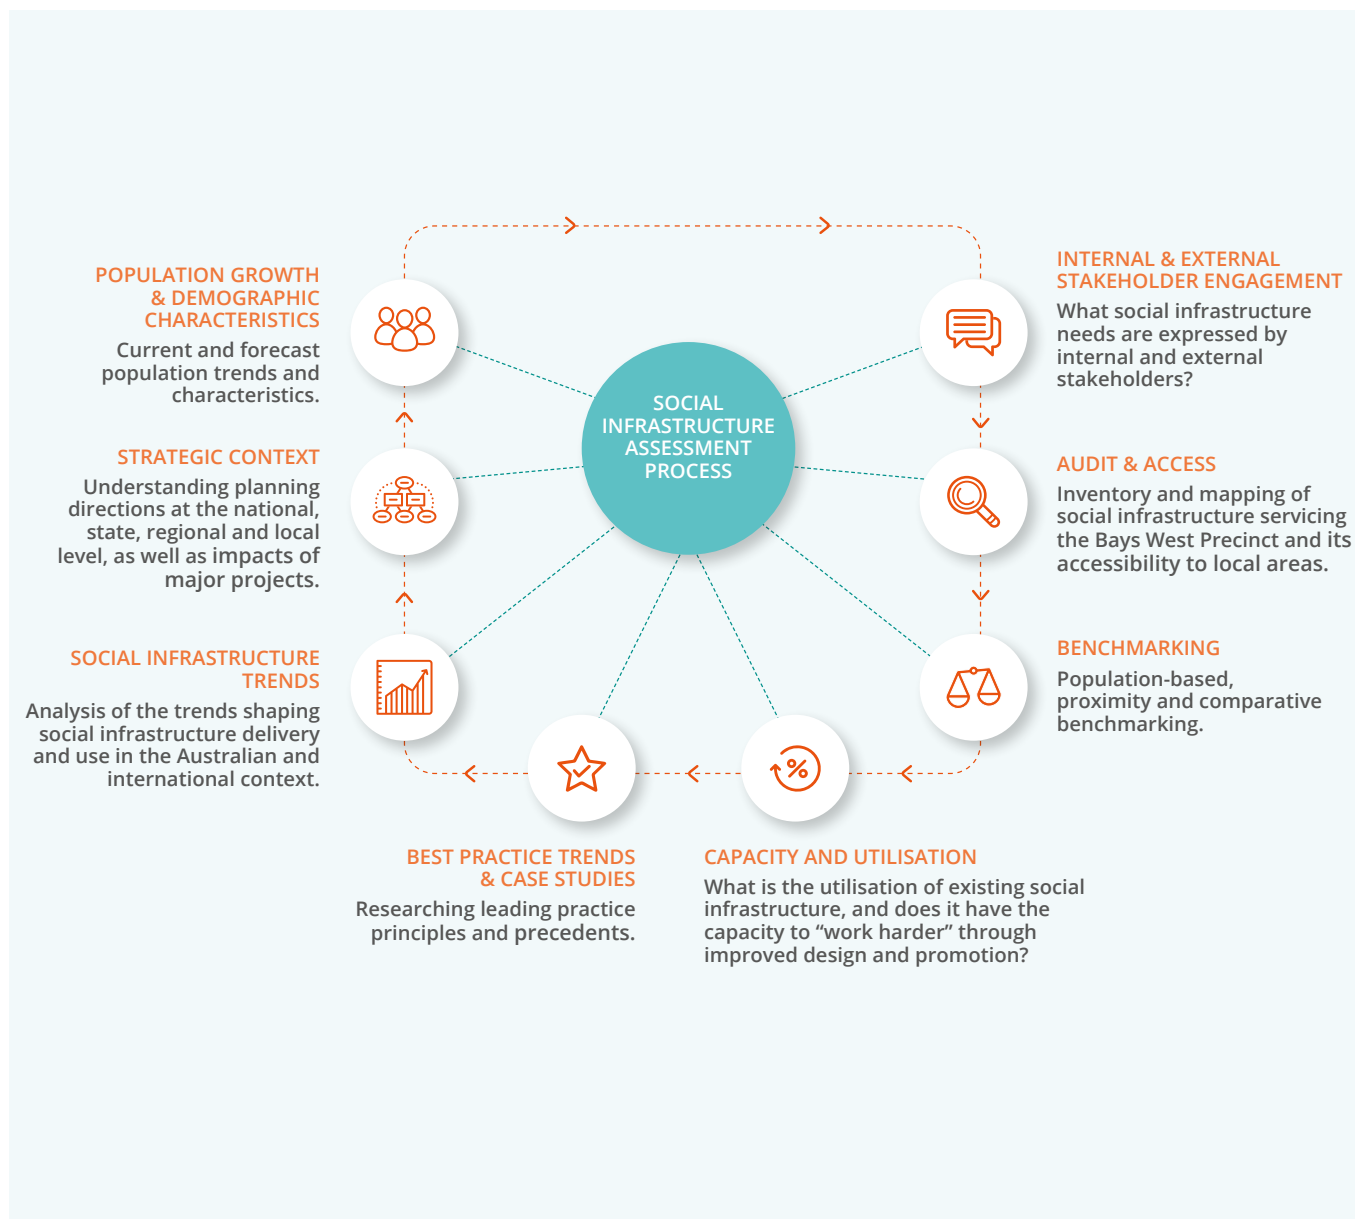 SOCIAL
INFRASTRUCTURE
ASSESSMENT
PROCESS
POPULATION GROWTH
& DEMOGRAPHIC
CHARACTERISTICS
Current and forecast
population trends and
characteristics.
INTERNAL & EXTERNAL
STAKEHOLDER ENGAGEMENT
What social infrastructure
needs are expressed by
internal and external
stakeholders?
AUDIT & ACCESS
Inventory and mapping of
social infrastructure servicing
the Bays West Precinct and its
accessibility to local areas.
BENCHMARKING
Population-based,
proximity and comparative
benchmarking.
CAPACITY AND UTILISATION
What is the utilisation of existing social
infrastructure, and does it have the
capacity to “work harder” through
improved design and promotion?
BEST PRACTICE TRENDS
& CASE STUDIES
Researching leading practice
principles and precedents.
SOCIAL INFRASTRUCTURE
TRENDS
Analysis of the trends shaping
social infrastructure delivery
and use in the Australian and
international context.
STRATEGIC CONTEXT
Understanding planning
directions at the national,
state, regional and local
level, as well as impacts of
major projects.
%